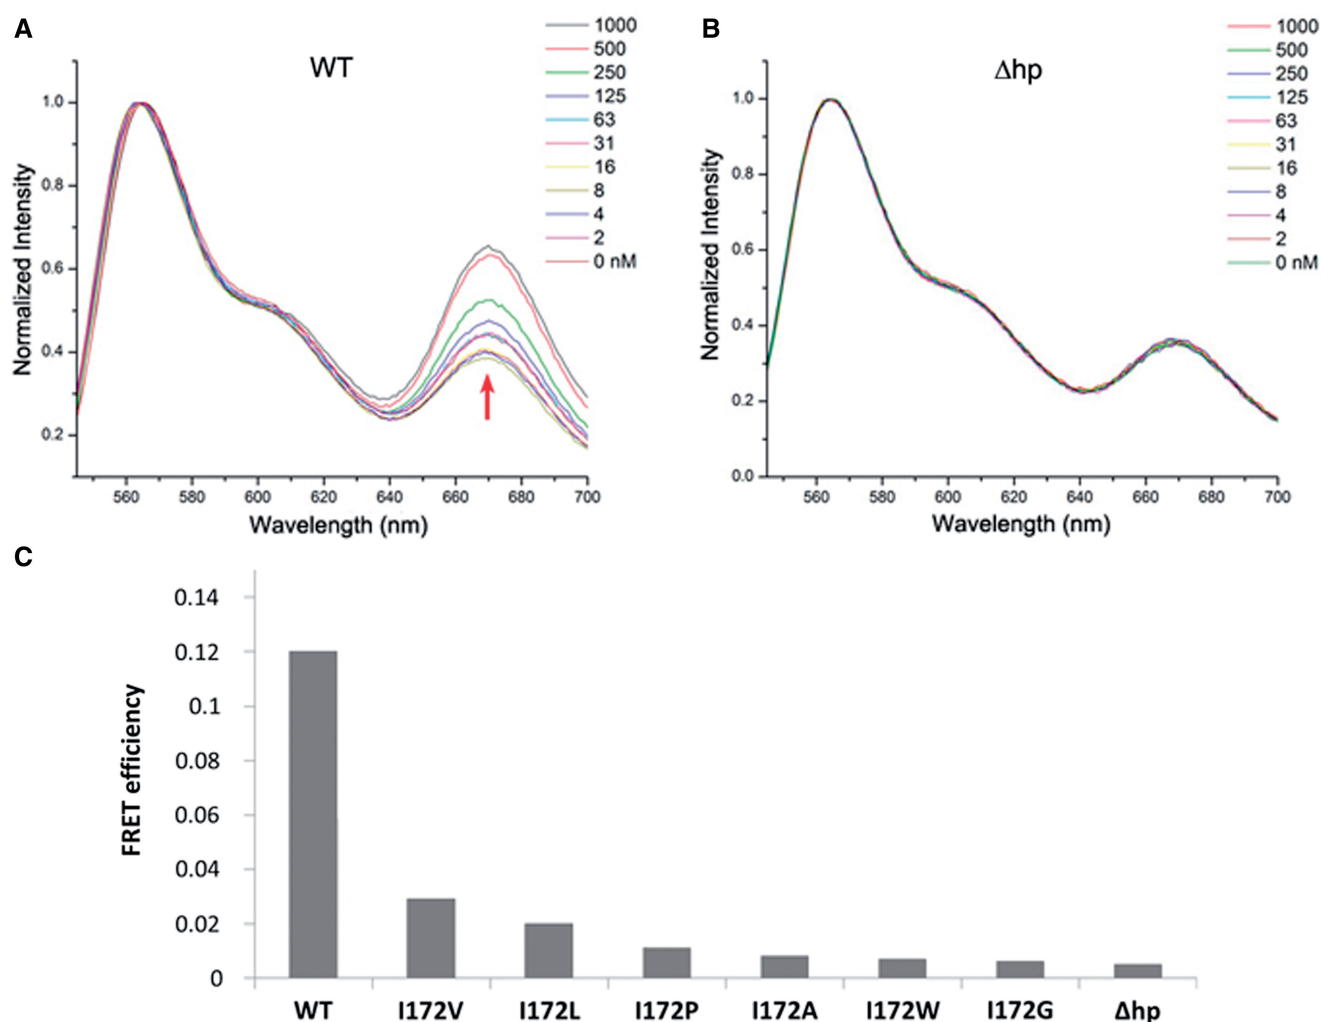 A
WT
1000
500
250
125
63
31
16
8
4
2
0 nM
1.0
0.8
0.6
0.4
0.2
Normalized Intensity
560 580 600 620 640 660 680 700
Wavelength (nm)
B
Δhp
1000
500
250
125
63
31
16
8
4
2
0 nM
1.0
0.8
0.6
0.4
0.2
0.0
Normalized Intensity
560 580 600 620 640 660 680 700
Wavelength (nm)
C
0.14
0.12
0.1
0.08
0.06
0.04
0.02
0
FRET efficiency
WT I172V I172L I172P I172A I172W I172G Δhp